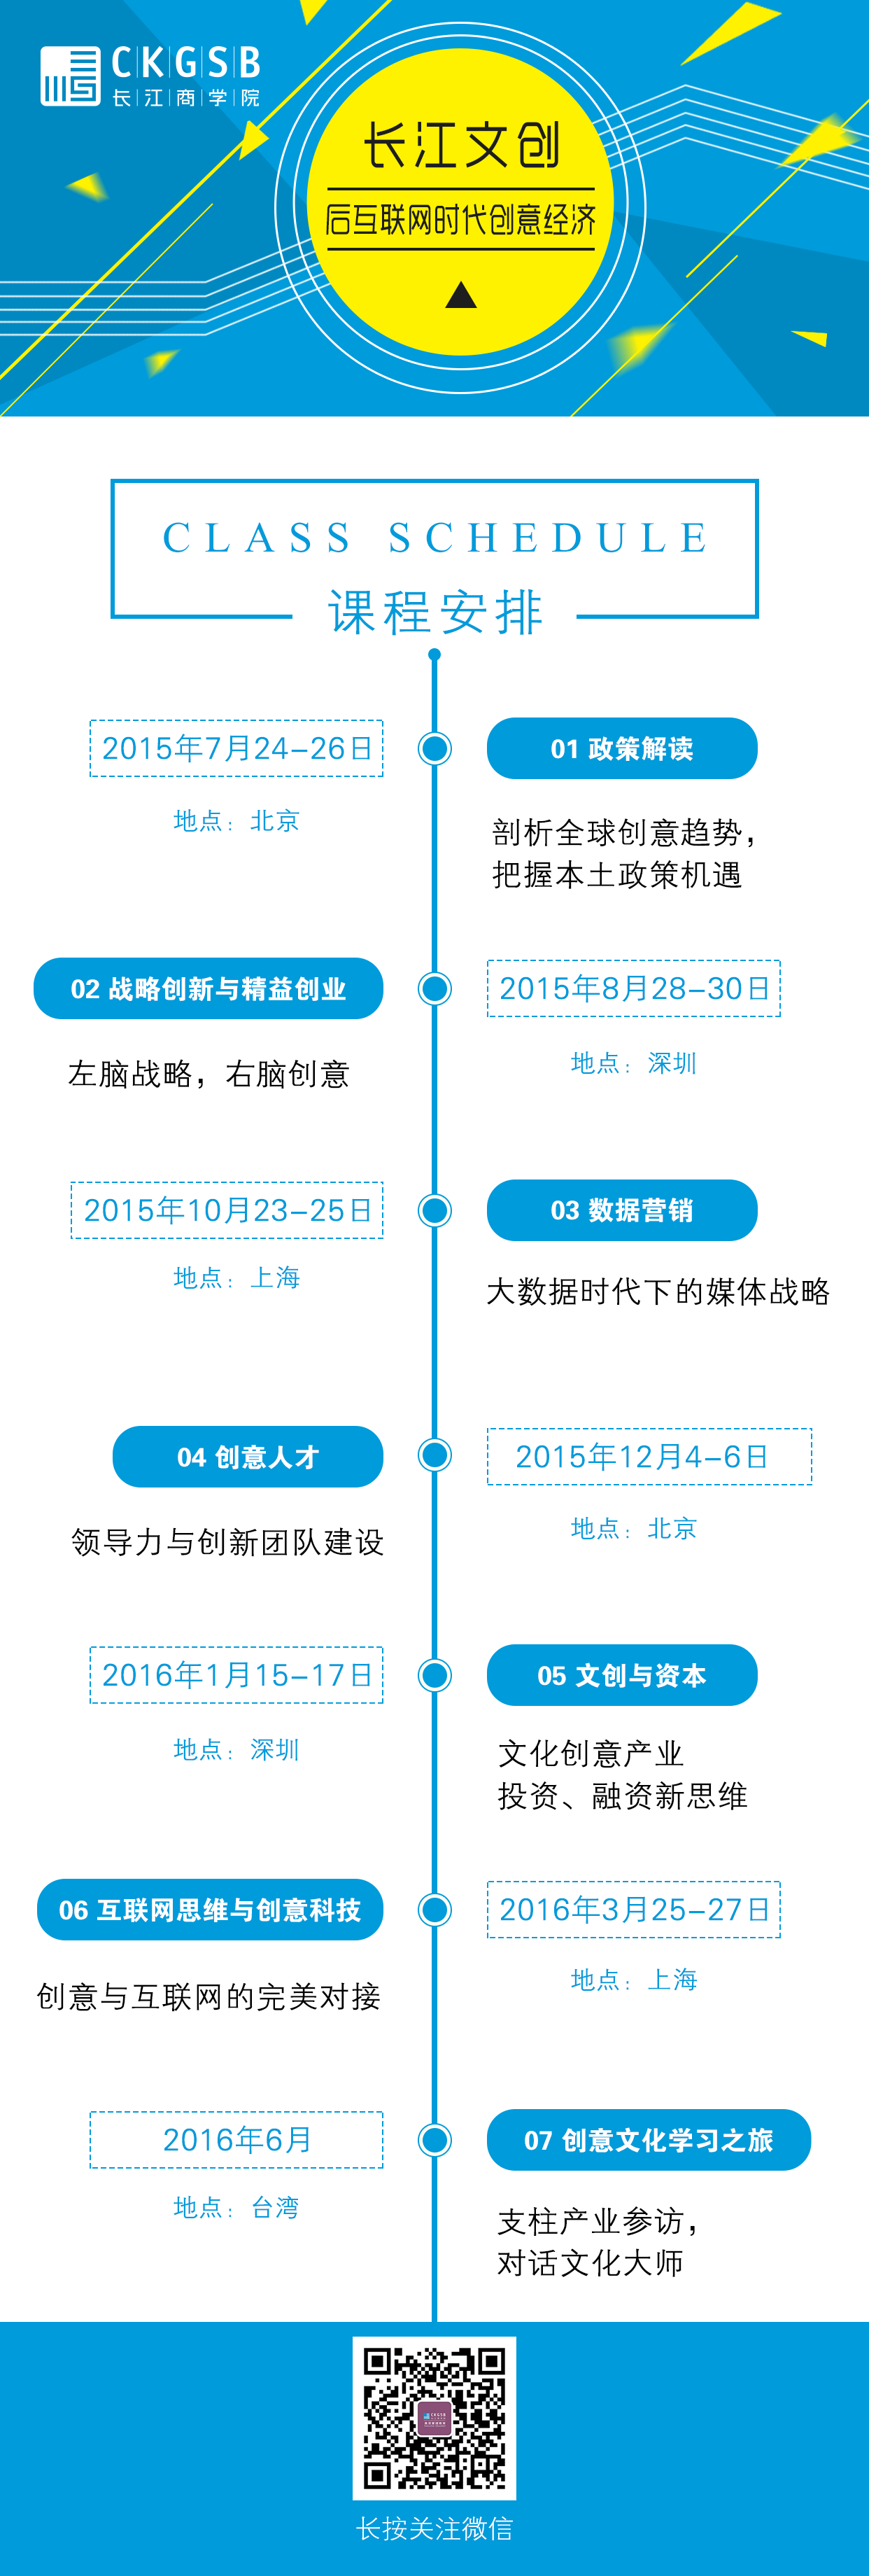 CKGSB
长江商学院
长江文创
后互联网时代创意经济
CLASS SCHEDULE
课程安排
2015年7月24-26日
地点：北京
01 政策解读
剖析全球创意趋势，
把握本土政策机遇
02 战略创新与精益创业
左脑战略，右脑创意
2015年8月28-30日
地点：深圳
2015年10月23-25日
地点：上海
03 数据营销
大数据时代下的媒体战略
04 创意人才
领导力与创新团队建设
2015年12月4-6日
地点：北京
2016年1月15-17日
地点：深圳
05 文创与资本
文化创意产业
投资、融资新思维
06 互联网思维与创意科技
创意与互联网的完美对接
2016年3月25-27日
地点：上海
2016年6月
地点：台湾
07 创意文化学习之旅
支柱产业参访，
对话文化大师
CKGSB
长按关注微信